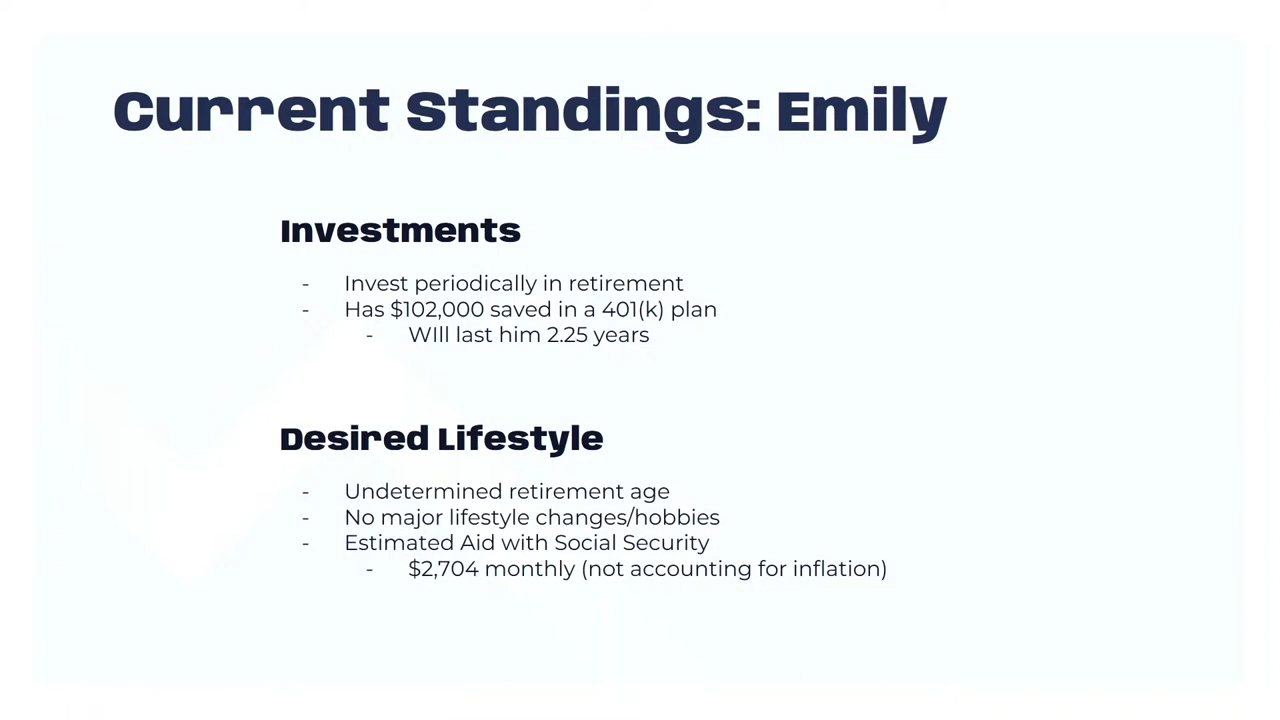 Current Standings: Emily
Investments
- Invest periodically in retirement
- Has $102,000 saved in a 401(k) plan
- WIll last him 2.25 years
Desired Lifestyle
- Undetermined retirement age
- No major lifestyle changes/hobbies
- Estimated Aid with Social Security
- $2,704 monthly (not accounting for inflation)